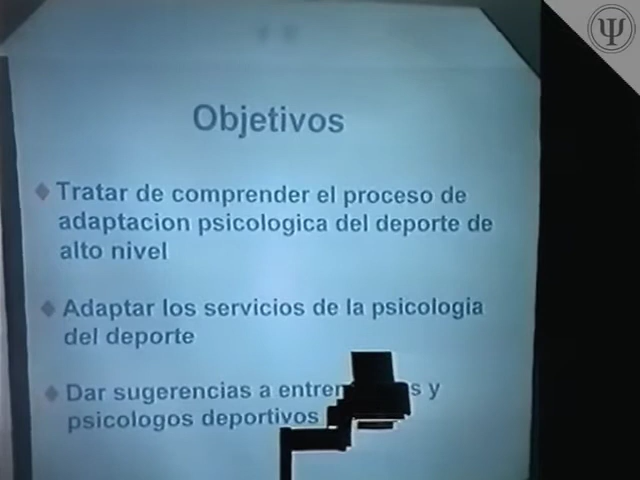 Ψ
Objetivos
Tratar de comprender el proceso de
adaptacion psicologica del deporte de
alto nivel
Adaptar los servicios de la psicologia
del deporte
Dar sugerencias a y
psicologos deportivos